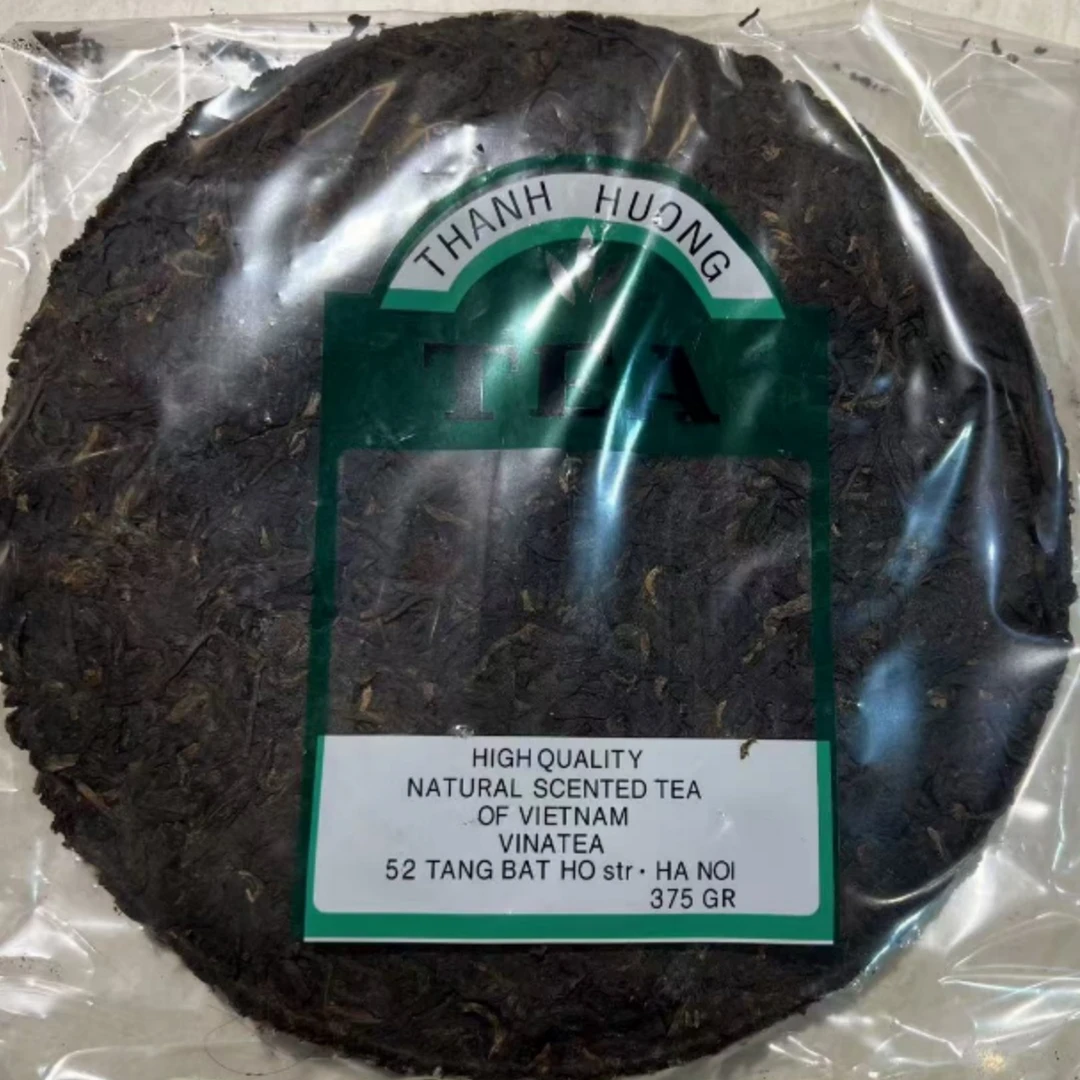 THANH HUONG
TEA
HIGH QUALITY
NATURAL SCENTED TEA
OF VIETNAM
VINATEA
52 TANG BAT HO str · HA NOI
375 GR